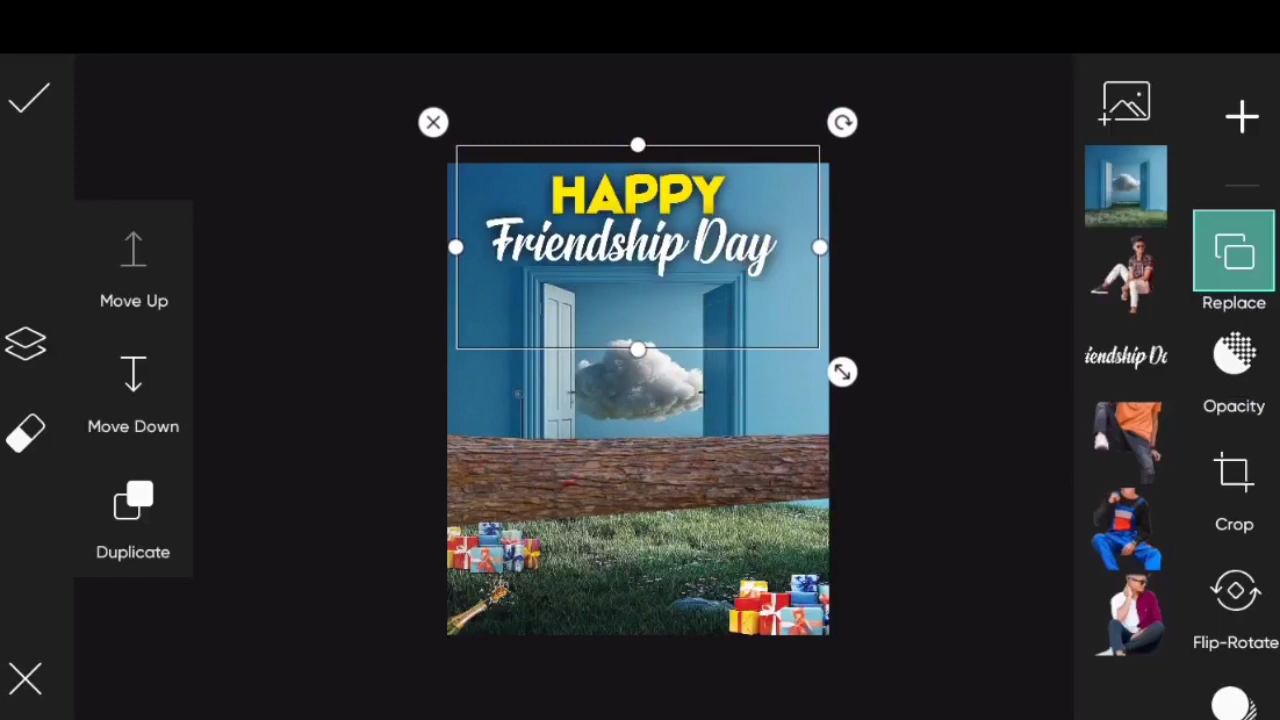 HAPPY
Friendship Day
Move Up
Move Down
Duplicate
iendship Da
Replace
Opacity
Crop
Flip-Rotate